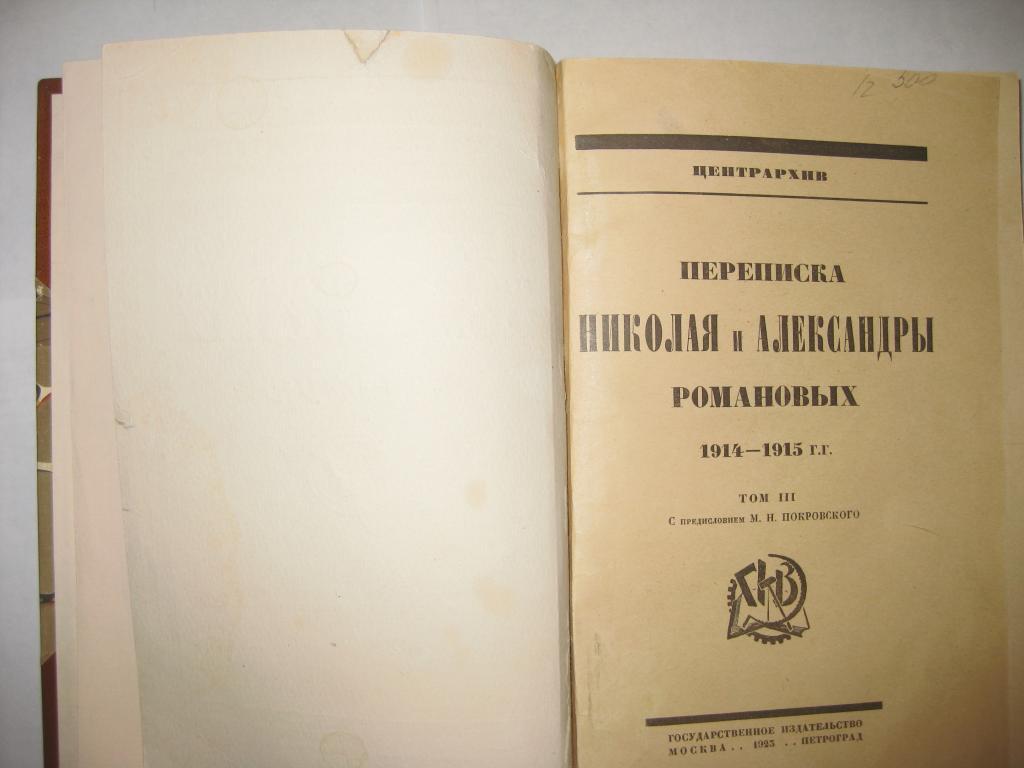 12 500
ЦЕНТРАРХИВ
ПЕРЕПИСКА
НИКОЛАЯ и АЛЕКСАНДРЫ
РОМАНОВЫХ
1914—1915 г.г.
ТОМ III
С предисловием М. Н. ПОКРОВСКОГО
ГИЗ
ГОСУДАРСТВЕННОЕ ИЗДАТЕЛЬСТВО
МОСКВА . . 1923 . . ПЕТРОГРАД